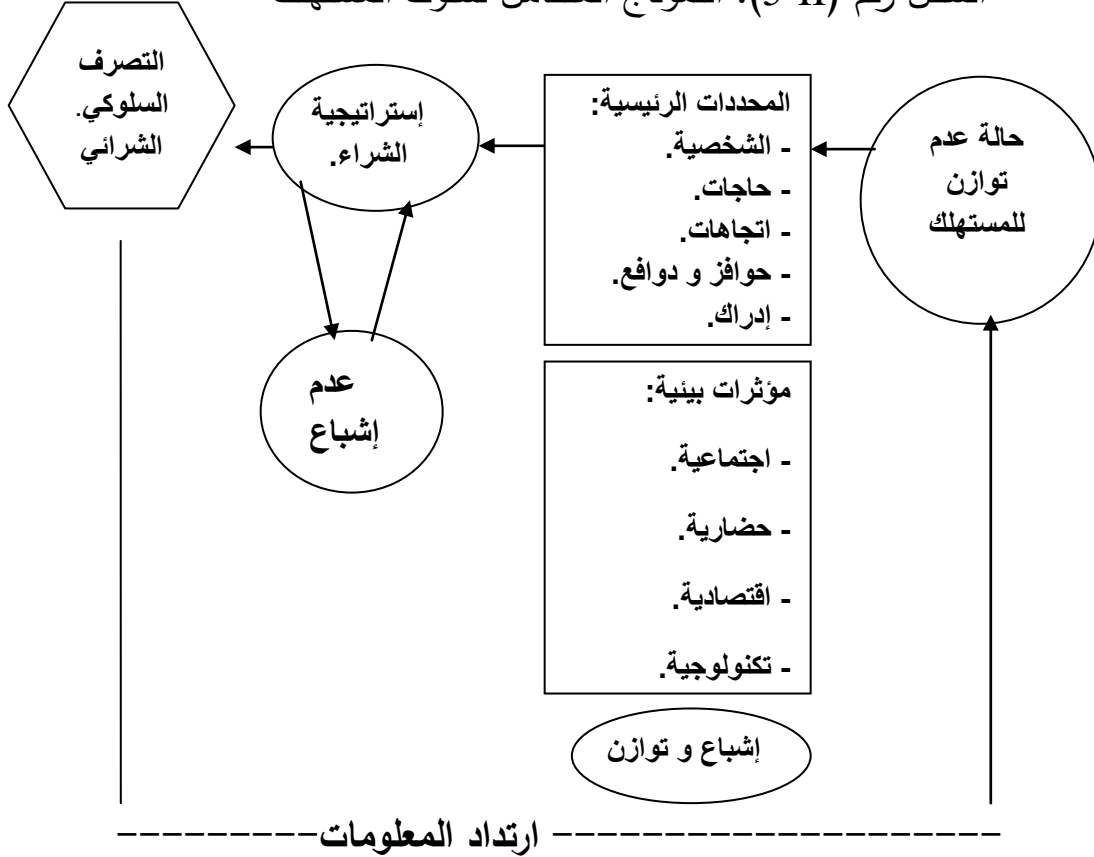 حالة عدم
توازن
للمستهلك
المحددات الرئيسية:
- الشخصية.
- حاجات.
- اتجاهات.
- حوافز و دوافع.
- إدراك.
إستراتيجية
الشراء.
التصرف
السلوكي.
الشرائي
عدم
إشباع
مؤثرات بيئية:
- اجتماعية.
- حضارية.
- اقتصادية.
- تكنولوجية.
إشباع و توازن
ارتداد المعلومات